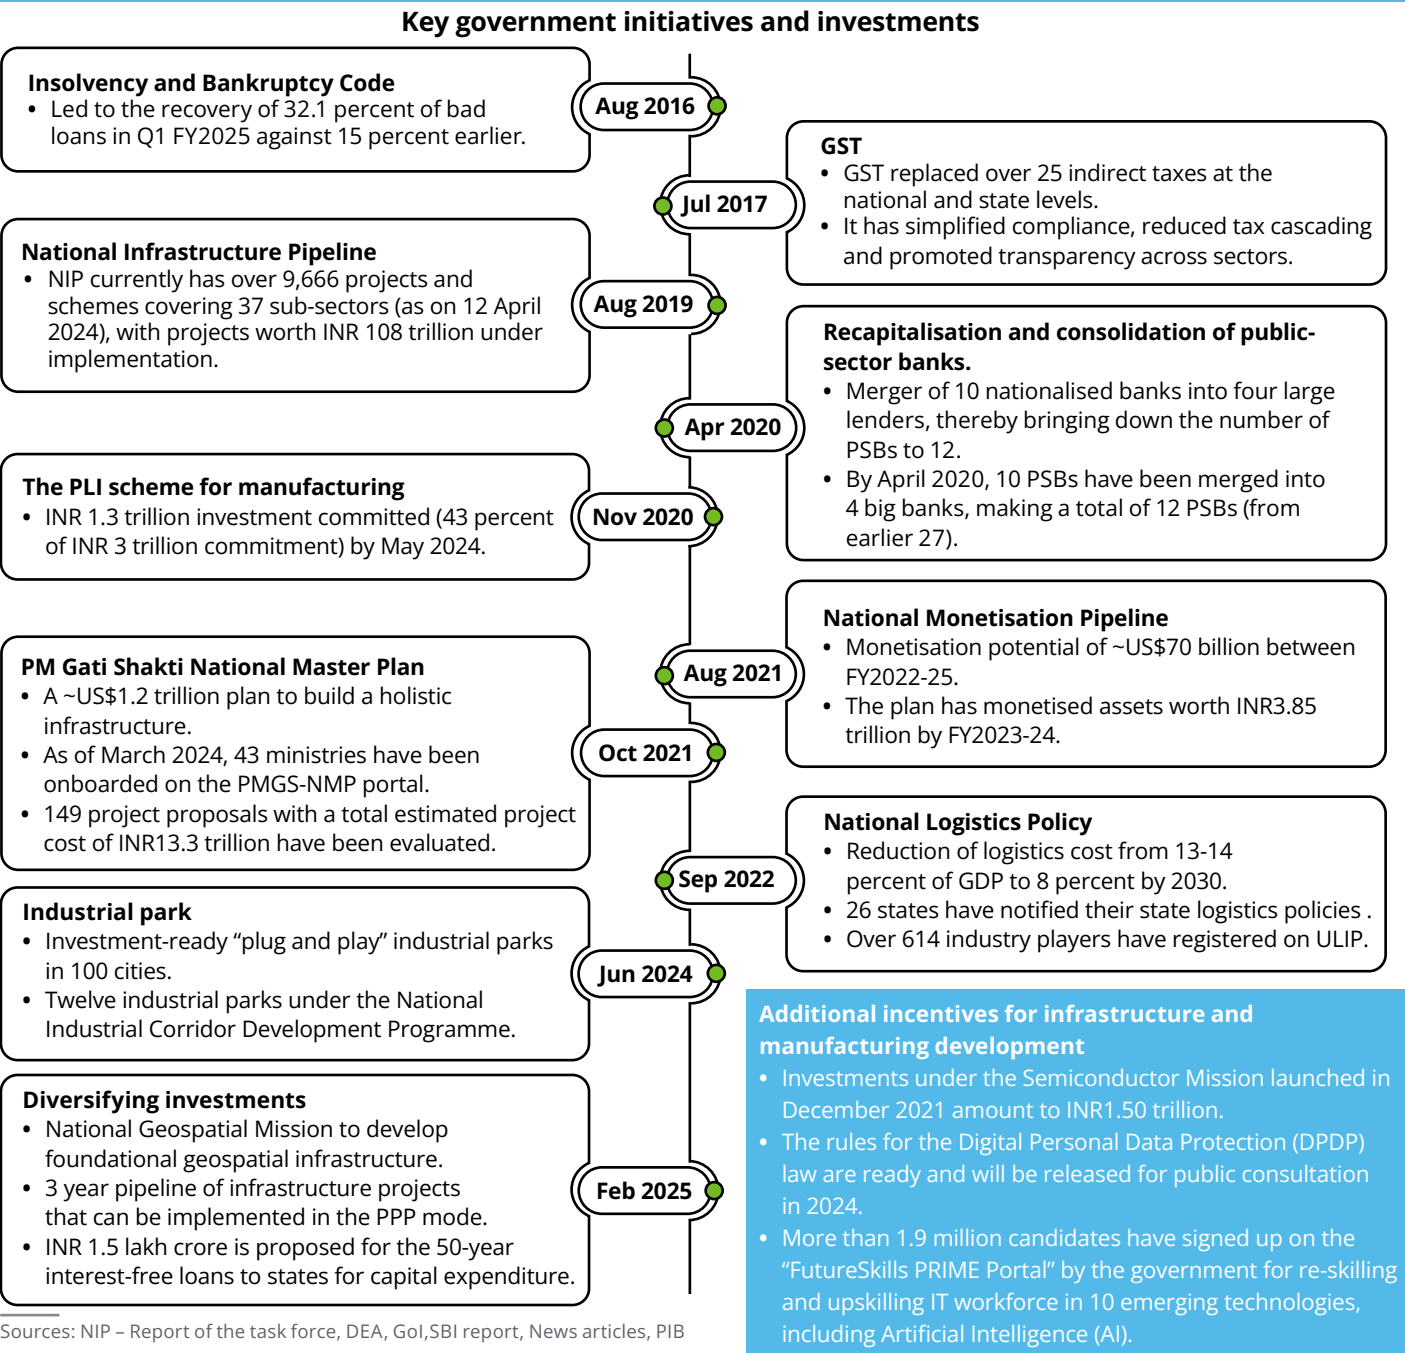 Key government initiatives and investments
Insolvency and Bankruptcy Code
• Led to the recovery of 32.1 percent of bad
loans in Q1 FY2025 against 15 percent earlier.
Aug 2016
GST
• GST replaced over 25 indirect taxes at the
national and state levels.
• It has simplified compliance, reduced tax cascading
and promoted transparency across sectors.
Jul 2017
National Infrastructure Pipeline
• NIP currently has over 9,666 projects and
schemes covering 37 sub-sectors (as on 12 April
2024), with projects worth INR 108 trillion under
implementation.
Aug 2019
Recapitalisation and consolidation of public-
sector banks.
• Merger of 10 nationalised banks into four large
lenders, thereby bringing down the number of
PSBs to 12.
• By April 2020, 10 PSBs have been merged into
4 big banks, making a total of 12 PSBs (from
earlier 27).
Apr 2020
The PLI scheme for manufacturing
• INR 1.3 trillion investment committed (43 percent
of INR 3 trillion commitment) by May 2024.
Nov 2020
National Monetisation Pipeline
• Monetisation potential of ~US$70 billion between
FY2022-25.
• The plan has monetised assets worth INR3.85
trillion by FY2023-24.
Aug 2021
PM Gati Shakti National Master Plan
• A ~US$1.2 trillion plan to build a holistic
infrastructure.
• As of March 2024, 43 ministries have been
onboarded on the PMGS-NMP portal.
• 149 project proposals with a total estimated project
cost of INR13.3 trillion have been evaluated.
Oct 2021
National Logistics Policy
• Reduction of logistics cost from 13-14
percent of GDP to 8 percent by 2030.
• 26 states have notified their state logistics policies .
• Over 614 industry players have registered on ULIP.
Sep 2022
Industrial park
• Investment-ready “plug and play” industrial parks
in 100 cities.
• Twelve industrial parks under the National
Industrial Corridor Development Programme.
Jun 2024
Diversifying investments
• National Geospatial Mission to develop
foundational geospatial infrastructure.
• 3 year pipeline of infrastructure projects
that can be implemented in the PPP mode.
• INR 1.5 lakh crore is proposed for the 50-year
interest-free loans to states for capital expenditure.
Feb 2025
Additional incentives for infrastructure and
manufacturing development
• Investments under the Semiconductor Mission launched in
December 2021 amount to INR1.50 trillion.
• The rules for the Digital Personal Data Protection (DPDP)
law are ready and will be released for public consultation
in 2024.
• More than 1.9 million candidates have signed up on the
“FutureSkills PRIME Portal” by the government for re-skilling
and upskilling IT workforce in 10 emerging technologies,
including Artificial Intelligence (AI).
Sources: NIP – Report of the task force, DEA, GoI,SBI report, News articles, PIB